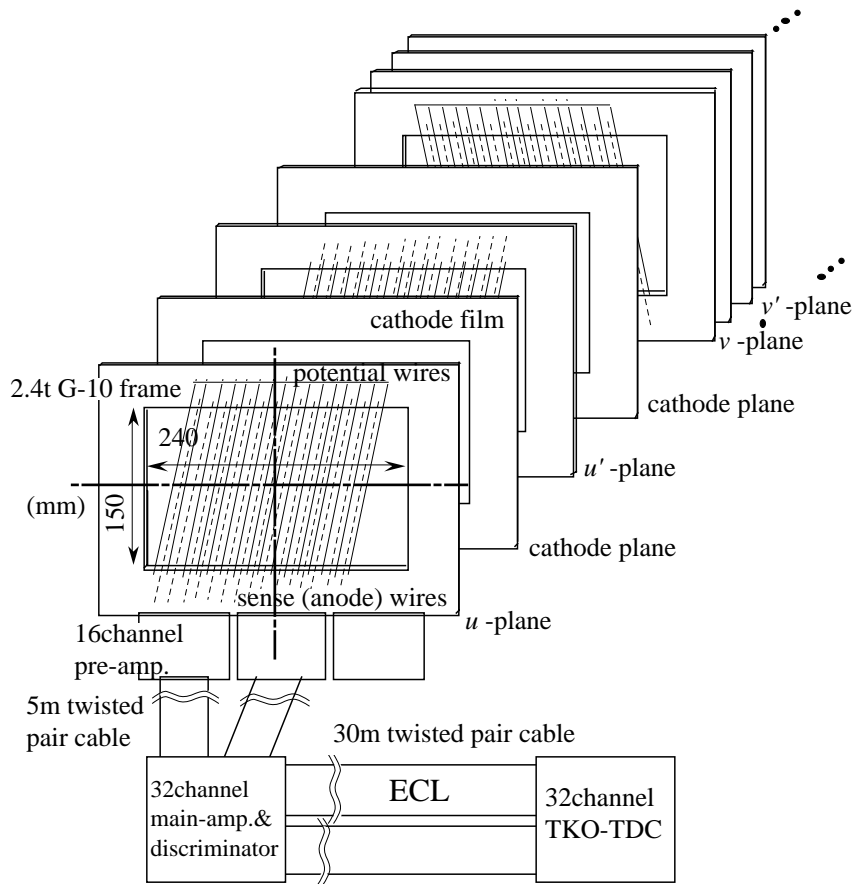 v' -plane
v -plane
cathode film
potential wires
2.4t G-10 frame
cathode plane
240
u' -plane
(mm)
150
cathode plane
sense (anode) wires
u -plane
16channel
pre-amp.
5m twisted
pair cable
30m twisted pair cable
32channel
main-amp.&
discriminator
ECL
32channel
TKO-TDC